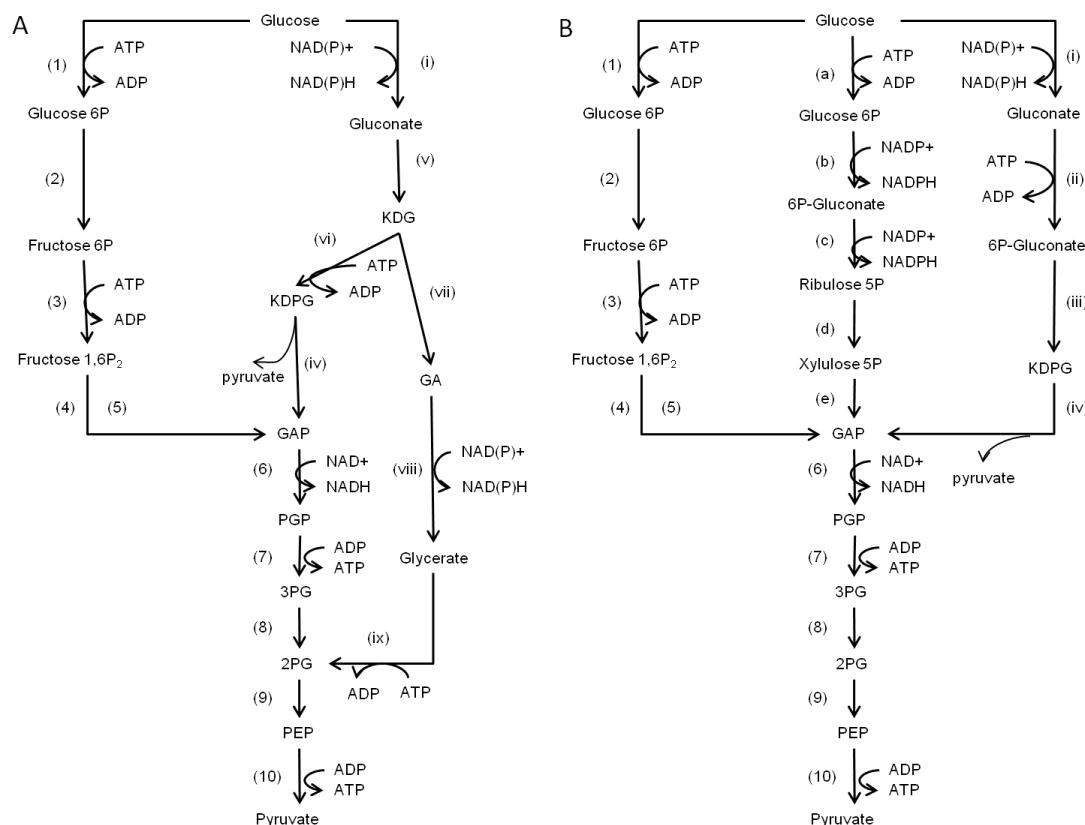 A
Glucose
(1)
ATP
ADP
NAD(P)+
NAD(P)H
(i)
Glucose 6P
Gluconate
(2)
(v)
KDG
Fructose 6P
(vi)
ATP
ADP
(3)
ATP
ADP
KDPG
(vii)
Fructose 1,6P2
pyruvate
(iv)
GA
(4)
(5)
GAP
(6)
NAD+
NADH
(viii)
NAD(P)+
NAD(P)H
PGP
(7)
ADP
ATP
Glycerate
3PG
(8)
(ix)
2PG
ADP
ATP
(9)
PEP
(10)
ADP
ATP
Pyruvate
B
Glucose
(1)
ATP
ADP
(a)
ATP
ADP
NAD(P)+
NAD(P)H
(i)
Glucose 6P
Glucose 6P
Gluconate
(2)
(b)
NADP+
NADPH
ATP
ADP
(ii)
6P-Gluconate
Fructose 6P
(c)
NADP+
NADPH
6P-Gluconate
(3)
ATP
ADP
Ribulose 5P
(iii)
(d)
Fructose 1,6P2
Xylulose 5P
KDPG
(4)
(5)
(e)
(iv)
GAP
pyruvate
(6)
NAD+
NADH
PGP
(7)
ADP
ATP
3PG
(8)
2PG
(9)
PEP
(10)
ADP
ATP
Pyruvate